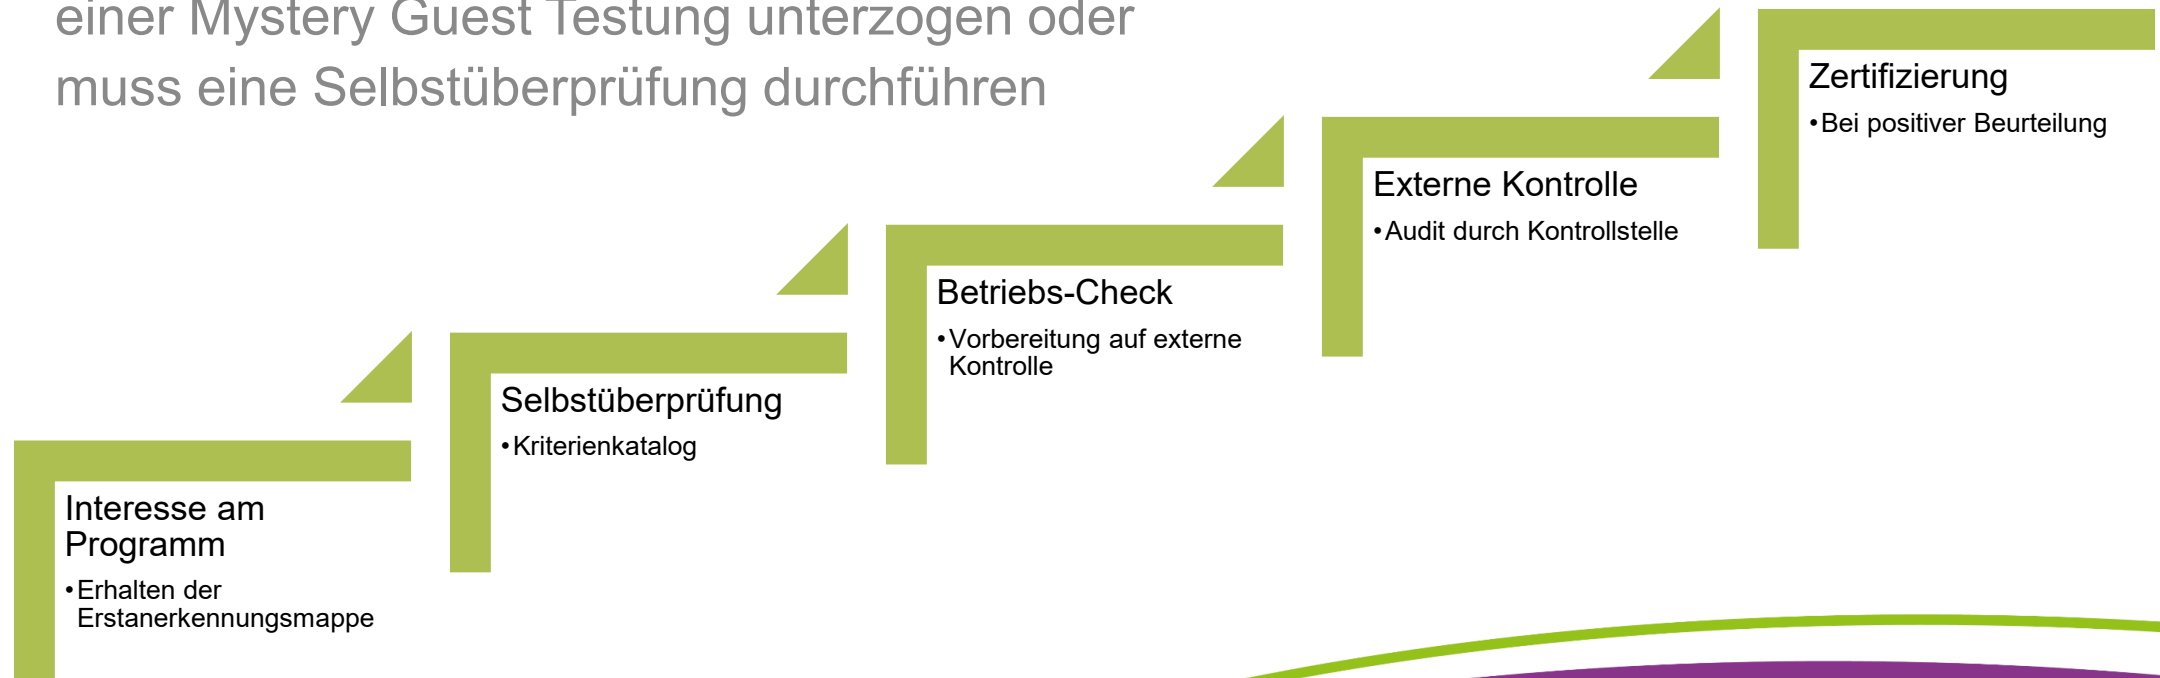 einer Mystery Guest Testung unterzogen oder
muss eine Selbstüberprüfung durchführen
Interesse am
Programm
•Erhalten der
Erstanerkennungsmappe
Selbstüberprüfung
•Kriterienkatalog
Betriebs-Check
•Vorbereitung auf externe
Kontrolle
Externe Kontrolle
•Audit durch Kontrollstelle
Zertifizierung
•Bei positiver Beurteilung